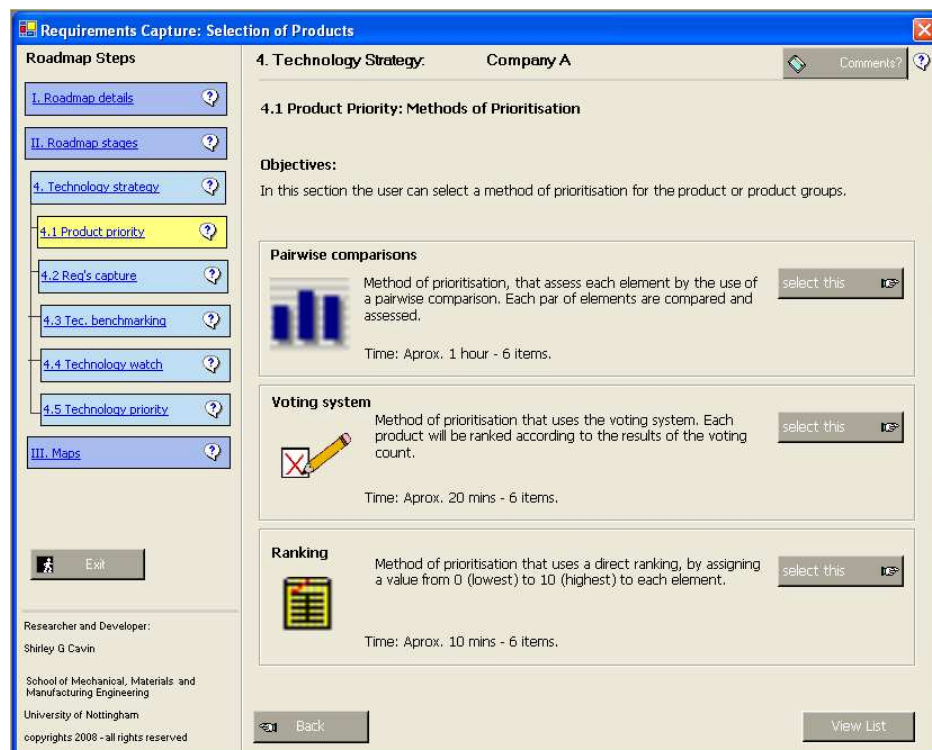 Requirements Capture: Selection of Products
Roadmap Steps
I. Roadmap details
II. Roadmap stages
4. Technology strategy
4.1 Product priority
4.2 Req's capture
4.3 Tec. benchmarking
4.4 Technology watch
4.5 Technology priority
III. Maps
Exit
Researcher and Developer:
Shirley G Cavin
School of Mechanical, Materials and
Manufacturing Engineering
University of Nottingham
copyrights 2008 - all rights reserved
4. Technology Strategy: Company A
Comments?
4.1 Product Priority: Methods of Prioritisation
Objectives:
In this section the user can select a method of prioritisation for the product or product groups.
Pairwise comparisons
Method of prioritisation, that assess each element by the use of
a pairwise comparison. Each par of elements are compared and
assessed.
Time: Aprox. 1 hour - 6 items.
select this
Voting system
Method of prioritisation that uses the voting system. Each
product will be ranked according to the results of the voting
count.
Time: Aprox. 20 mins - 6 items.
select this
Ranking
Method of prioritisation that uses a direct ranking, by assigning
a value from 0 (lowest) to 10 (highest) to each element.
Time: Aprox. 10 mins - 6 items.
select this
Back
View List